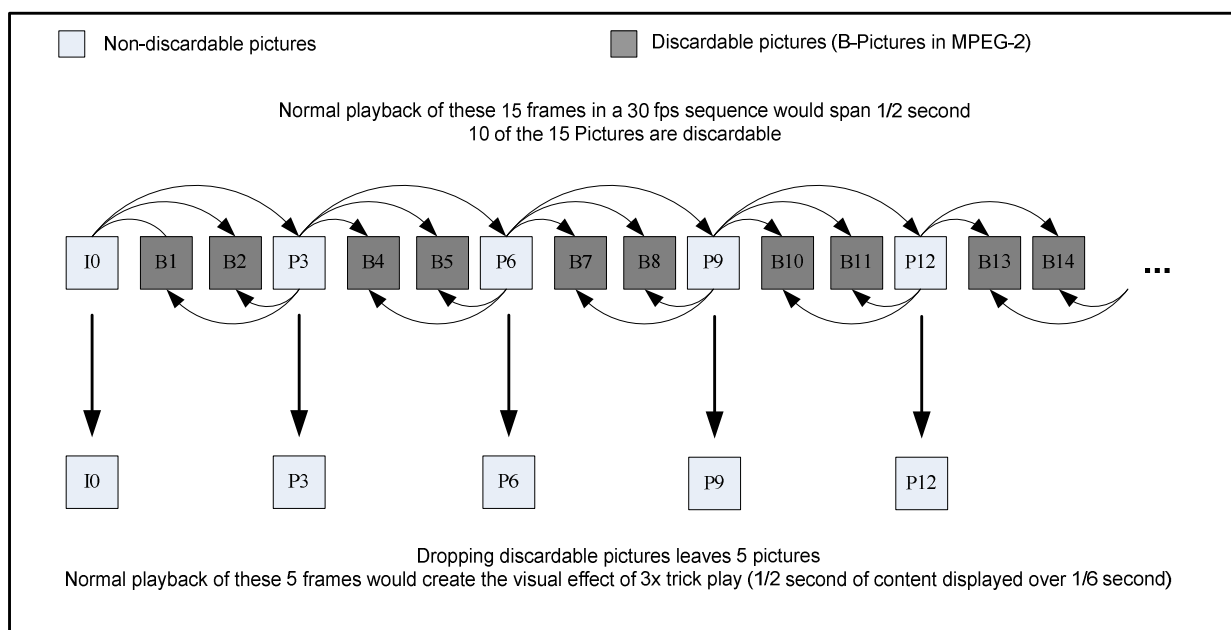 Non-discardable pictures
Discardable pictures (B-Pictures in MPEG-2)
Normal playback of these 15 frames in a 30 fps sequence would span 1/2 second
10 of the 15 Pictures are discardable
I0 B1 B2 P3 B4 B5 P6 B7 B8 P9 B10 B11 P12 B13 B14 ...
I0 P3 P6 P9 P12
Dropping discardable pictures leaves 5 pictures
Normal playback of these 5 frames would create the visual effect of 3x trick play (1/2 second of content displayed over 1/6 second)